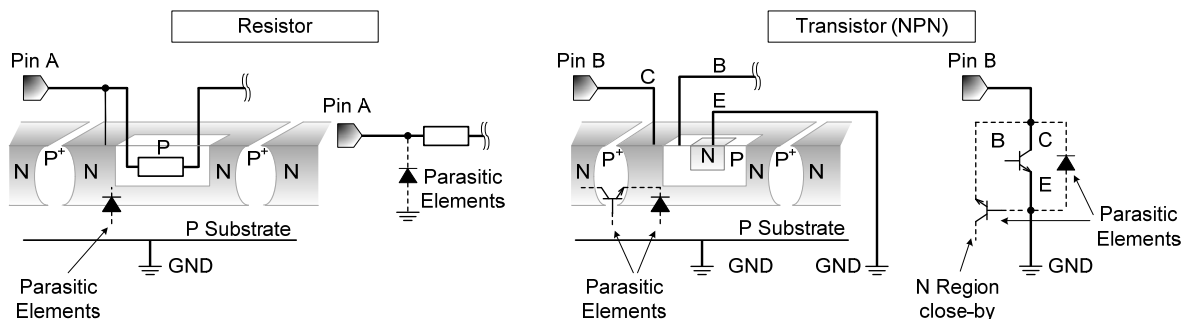 Resistor
Transistor (NPN)
Pin A
Pin B
C
B
E
Pin B
Pin A
N
P+
N
P
N
P+
N
N
P+
N
N
P
P+
N
N
B
C
E
Parasitic
Elements
P Substrate
P Substrate
Parasitic
Elements
GND
GND
GND
GND
Parasitic
Elements
Parasitic
Elements
N Region
close-by